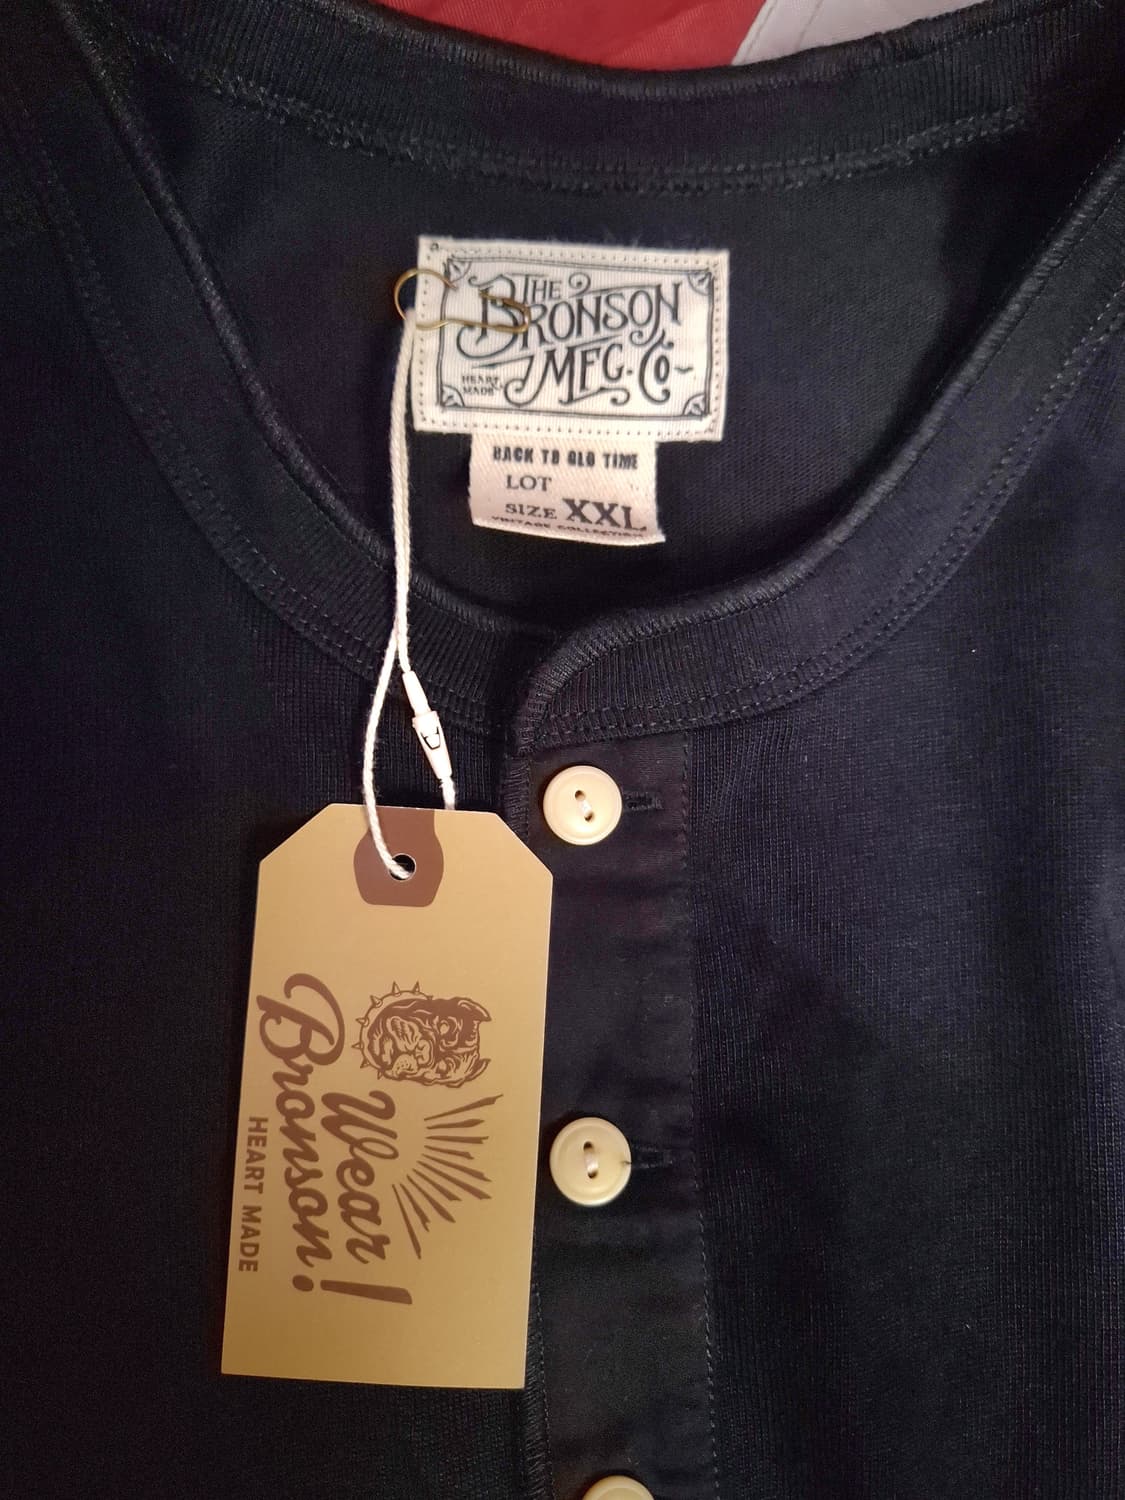 THE
BRONSON
MFG. Co
HEART
MADE
BACK TO OLD TIME
LOT
SIZE XXL
VINTAGE COLLECTION
Wear
Bronson!
HEART MADE